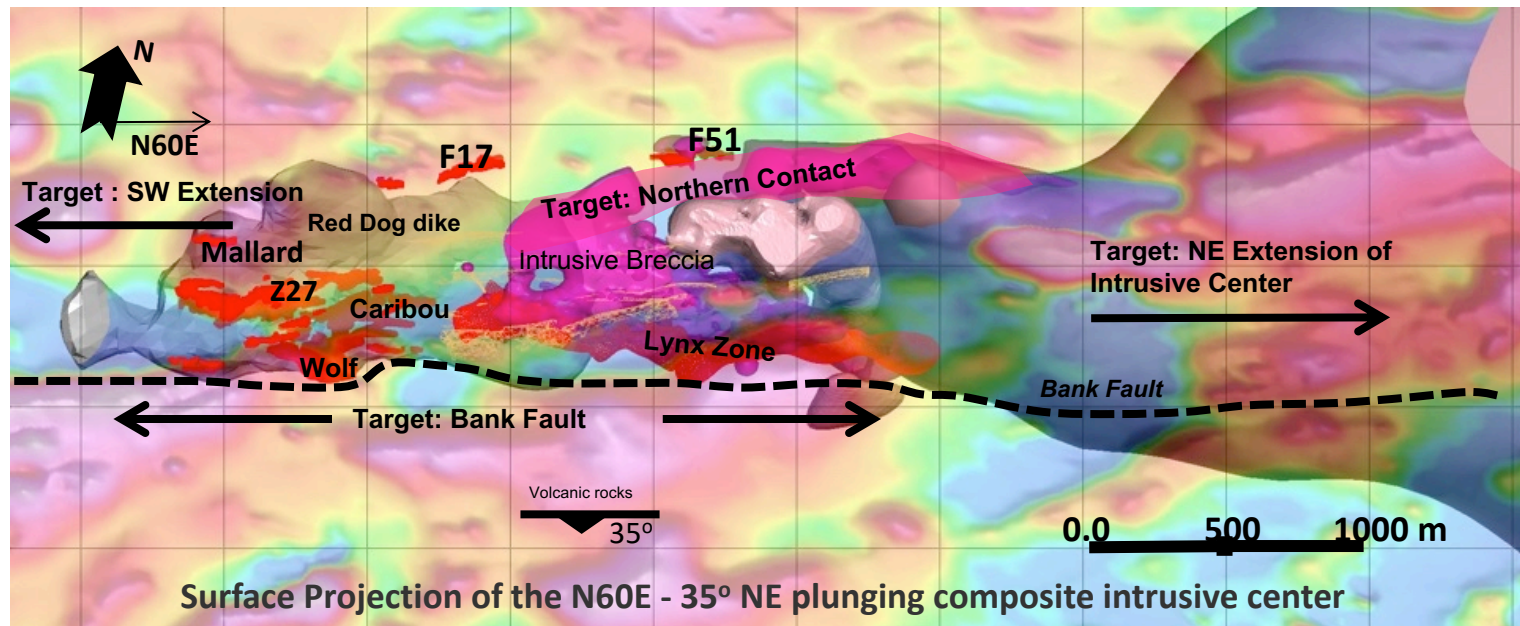 N
N60E
F17
F51
Target : SW Extension
Target: Northern Contact
Red Dog dike
Mallard
Intrusive Breccia
Target: NE Extension of
Intrusive Center
Z27
Caribou
Lynx Zone
Wolf
Bank Fault
Target: Bank Fault
Volcanic rocks
35º
0.0 500 1000 m
Surface Projection of the N60E - 35º NE plunging composite intrusive center